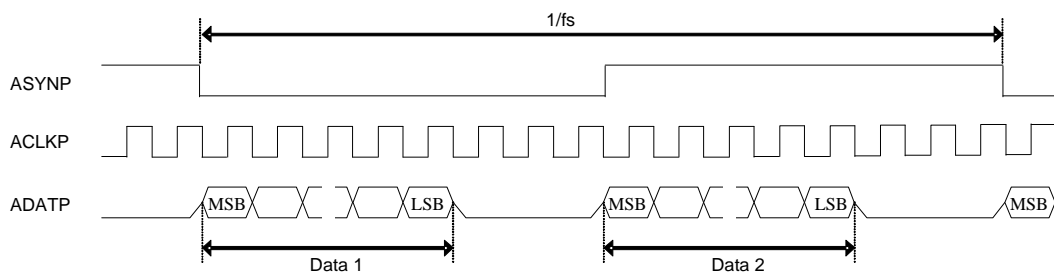 1/fs
ASYNP
ACLKP
ADATP MSB LSB MSB LSB MSB
Data 1 Data 2